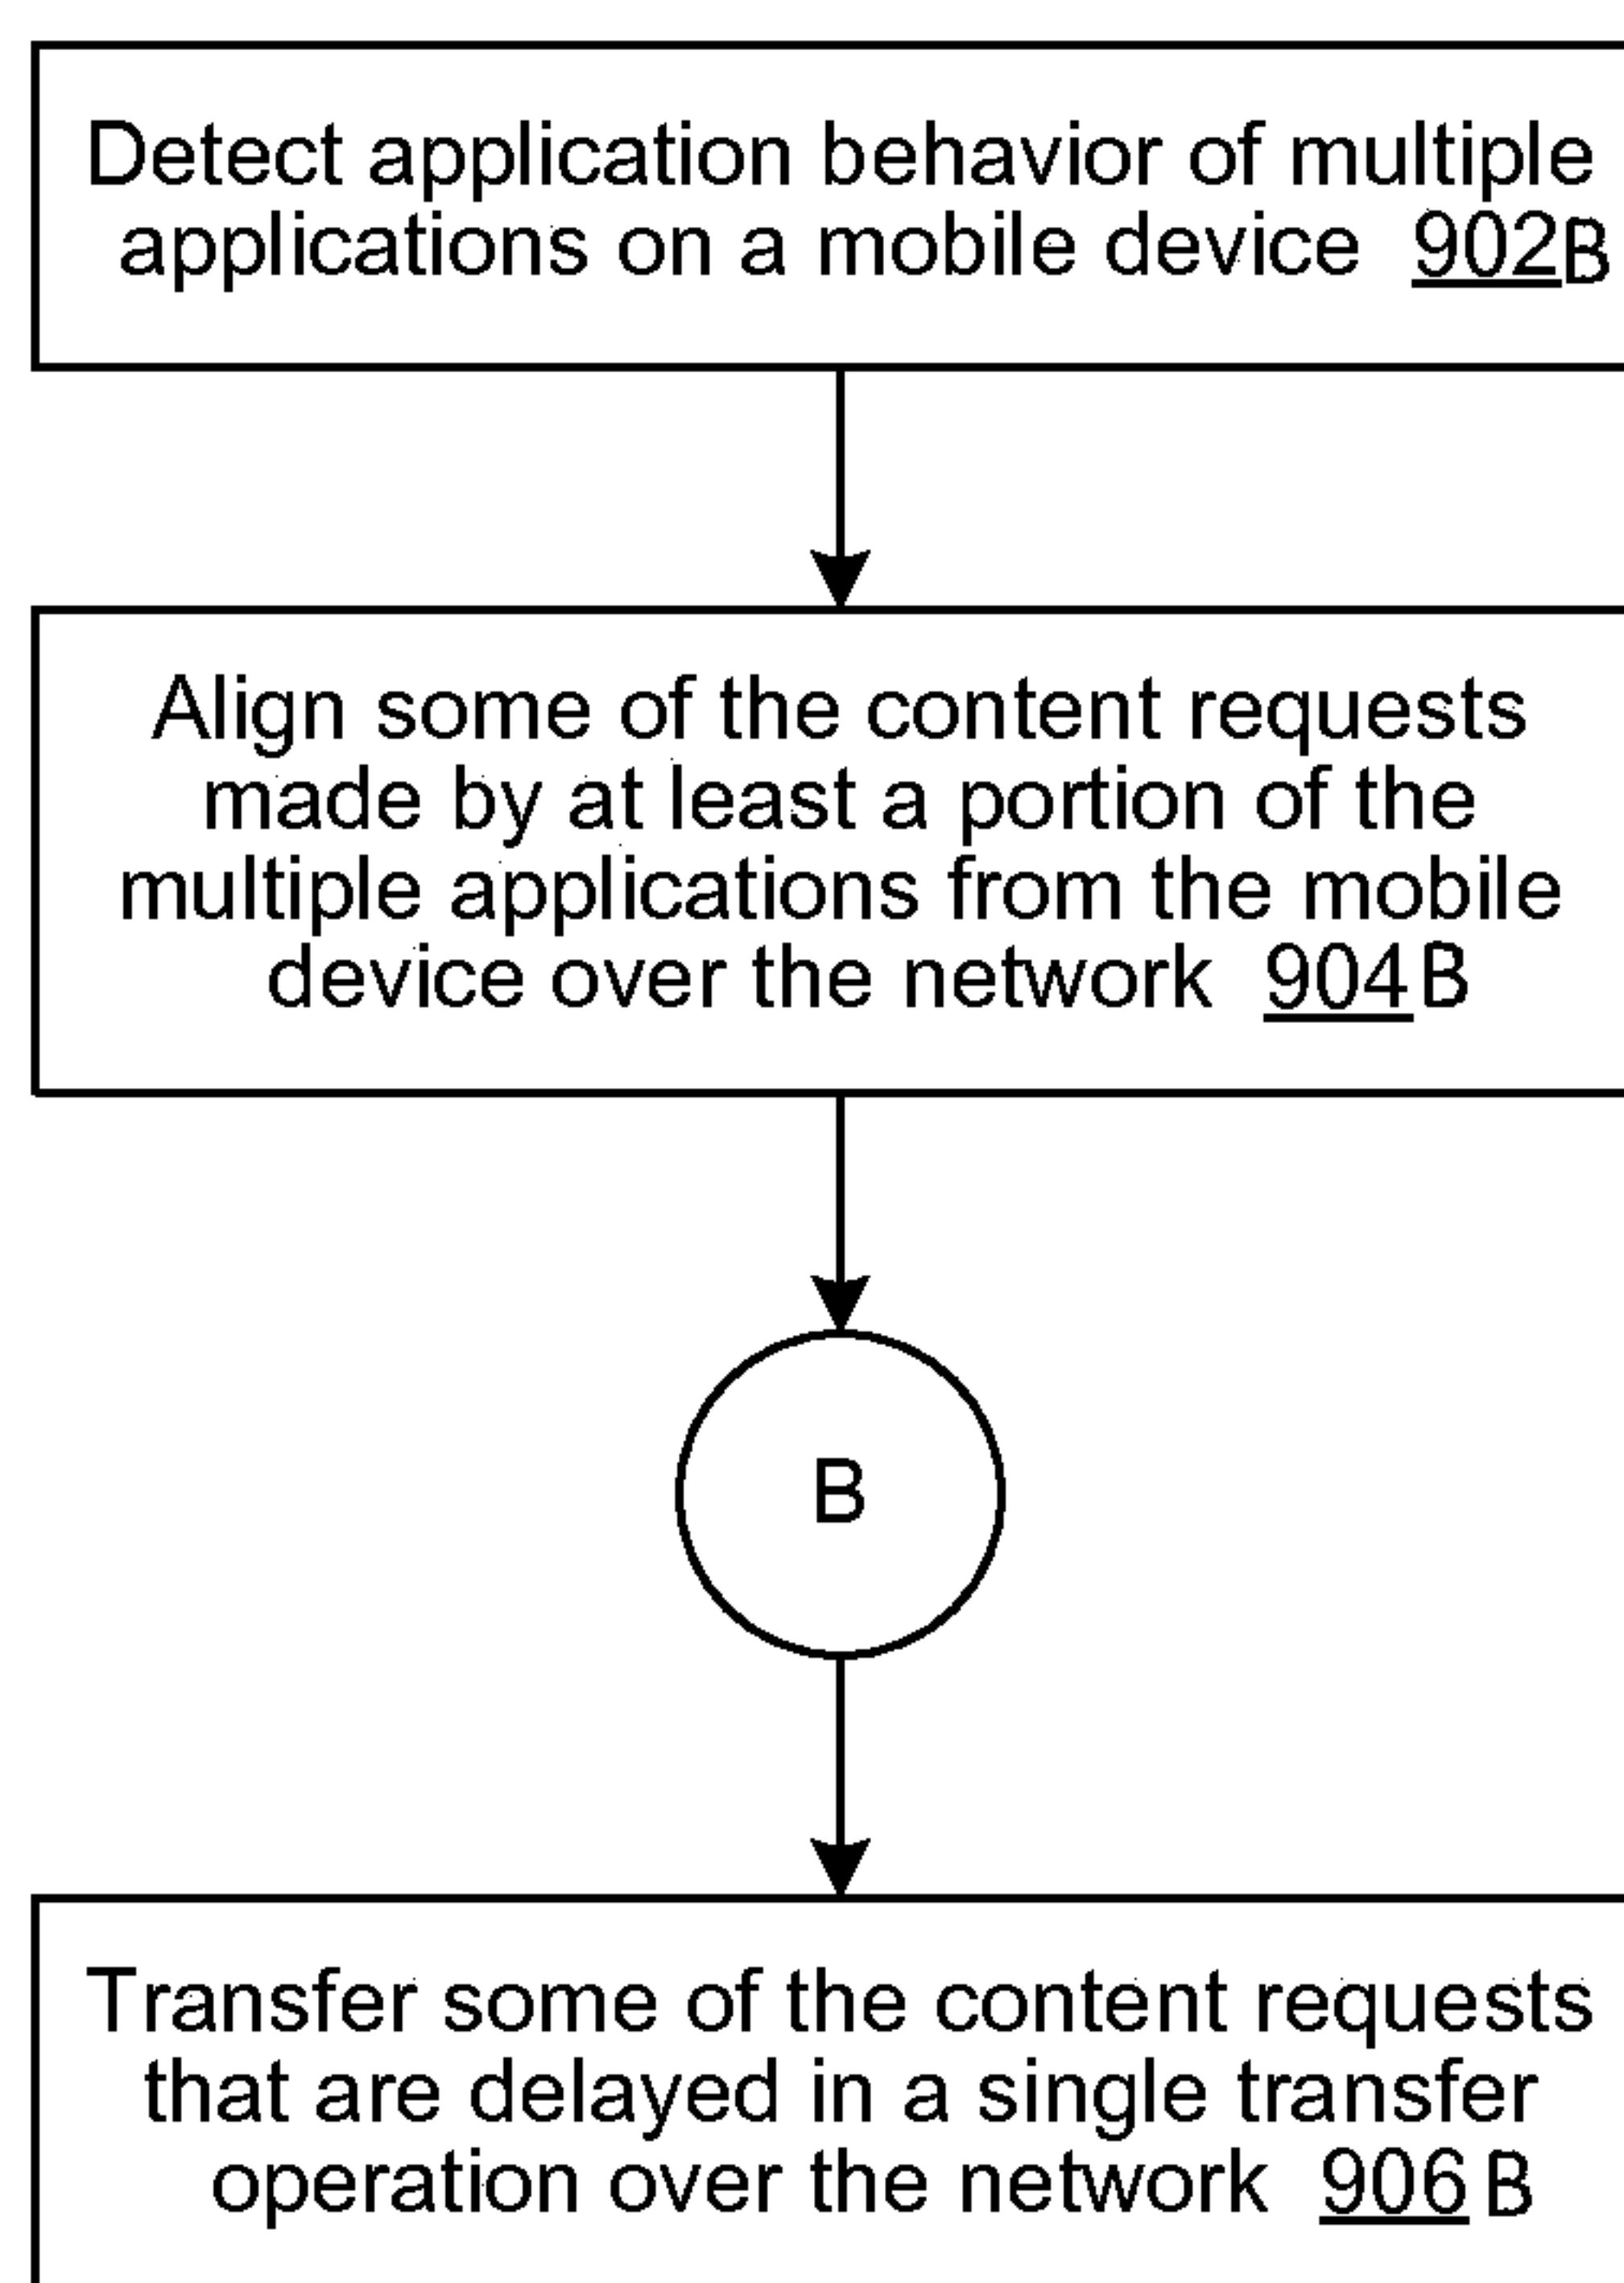 Detect application behavior of multiple
applications on a mobile device 902B
Align some of the content requests
made by at least a portion of the
multiple applications from the mobile
device over the network 904B
B
Transfer some of the content requests
that are delayed in a single transfer
operation over the network 906B